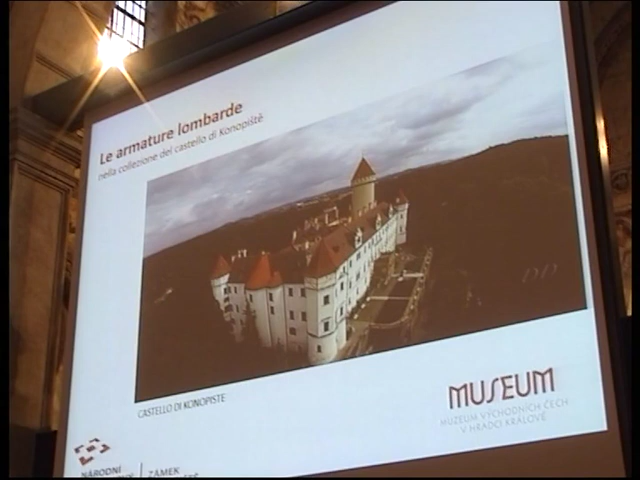 Le armature lombarde
nella collezione del castello di Konopiště
CASTELLO DI KONOPISTE
MUSEUM
MUZEUM VÝCHODNÍCH ČECH
V HRADCI KRÁLOVÉ
NÁRODNÍ
ZÁMEK